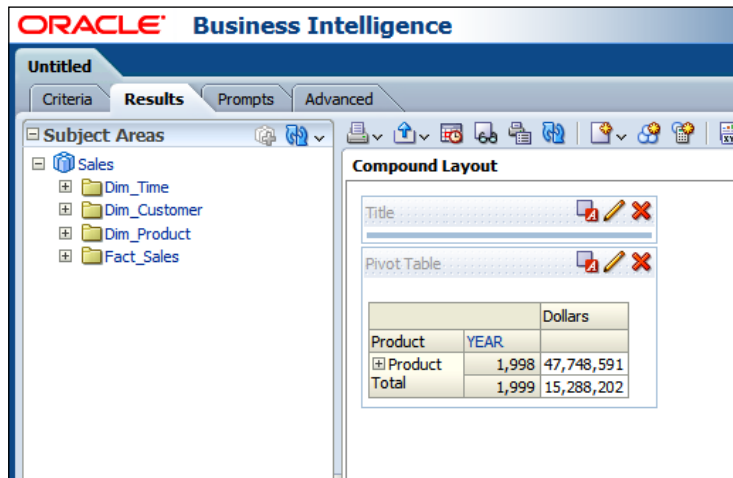 ORACLE Business Intelligence
Untitled
Criteria Results Prompts Advanced
Subject Areas
Sales
Dim_Time
Dim_Customer
Dim_Product
Fact_Sales
Compound Layout
Title
Pivot Table
Dollars
Product YEAR
Product Total 1,998 47,748,591
1,999 15,288,202